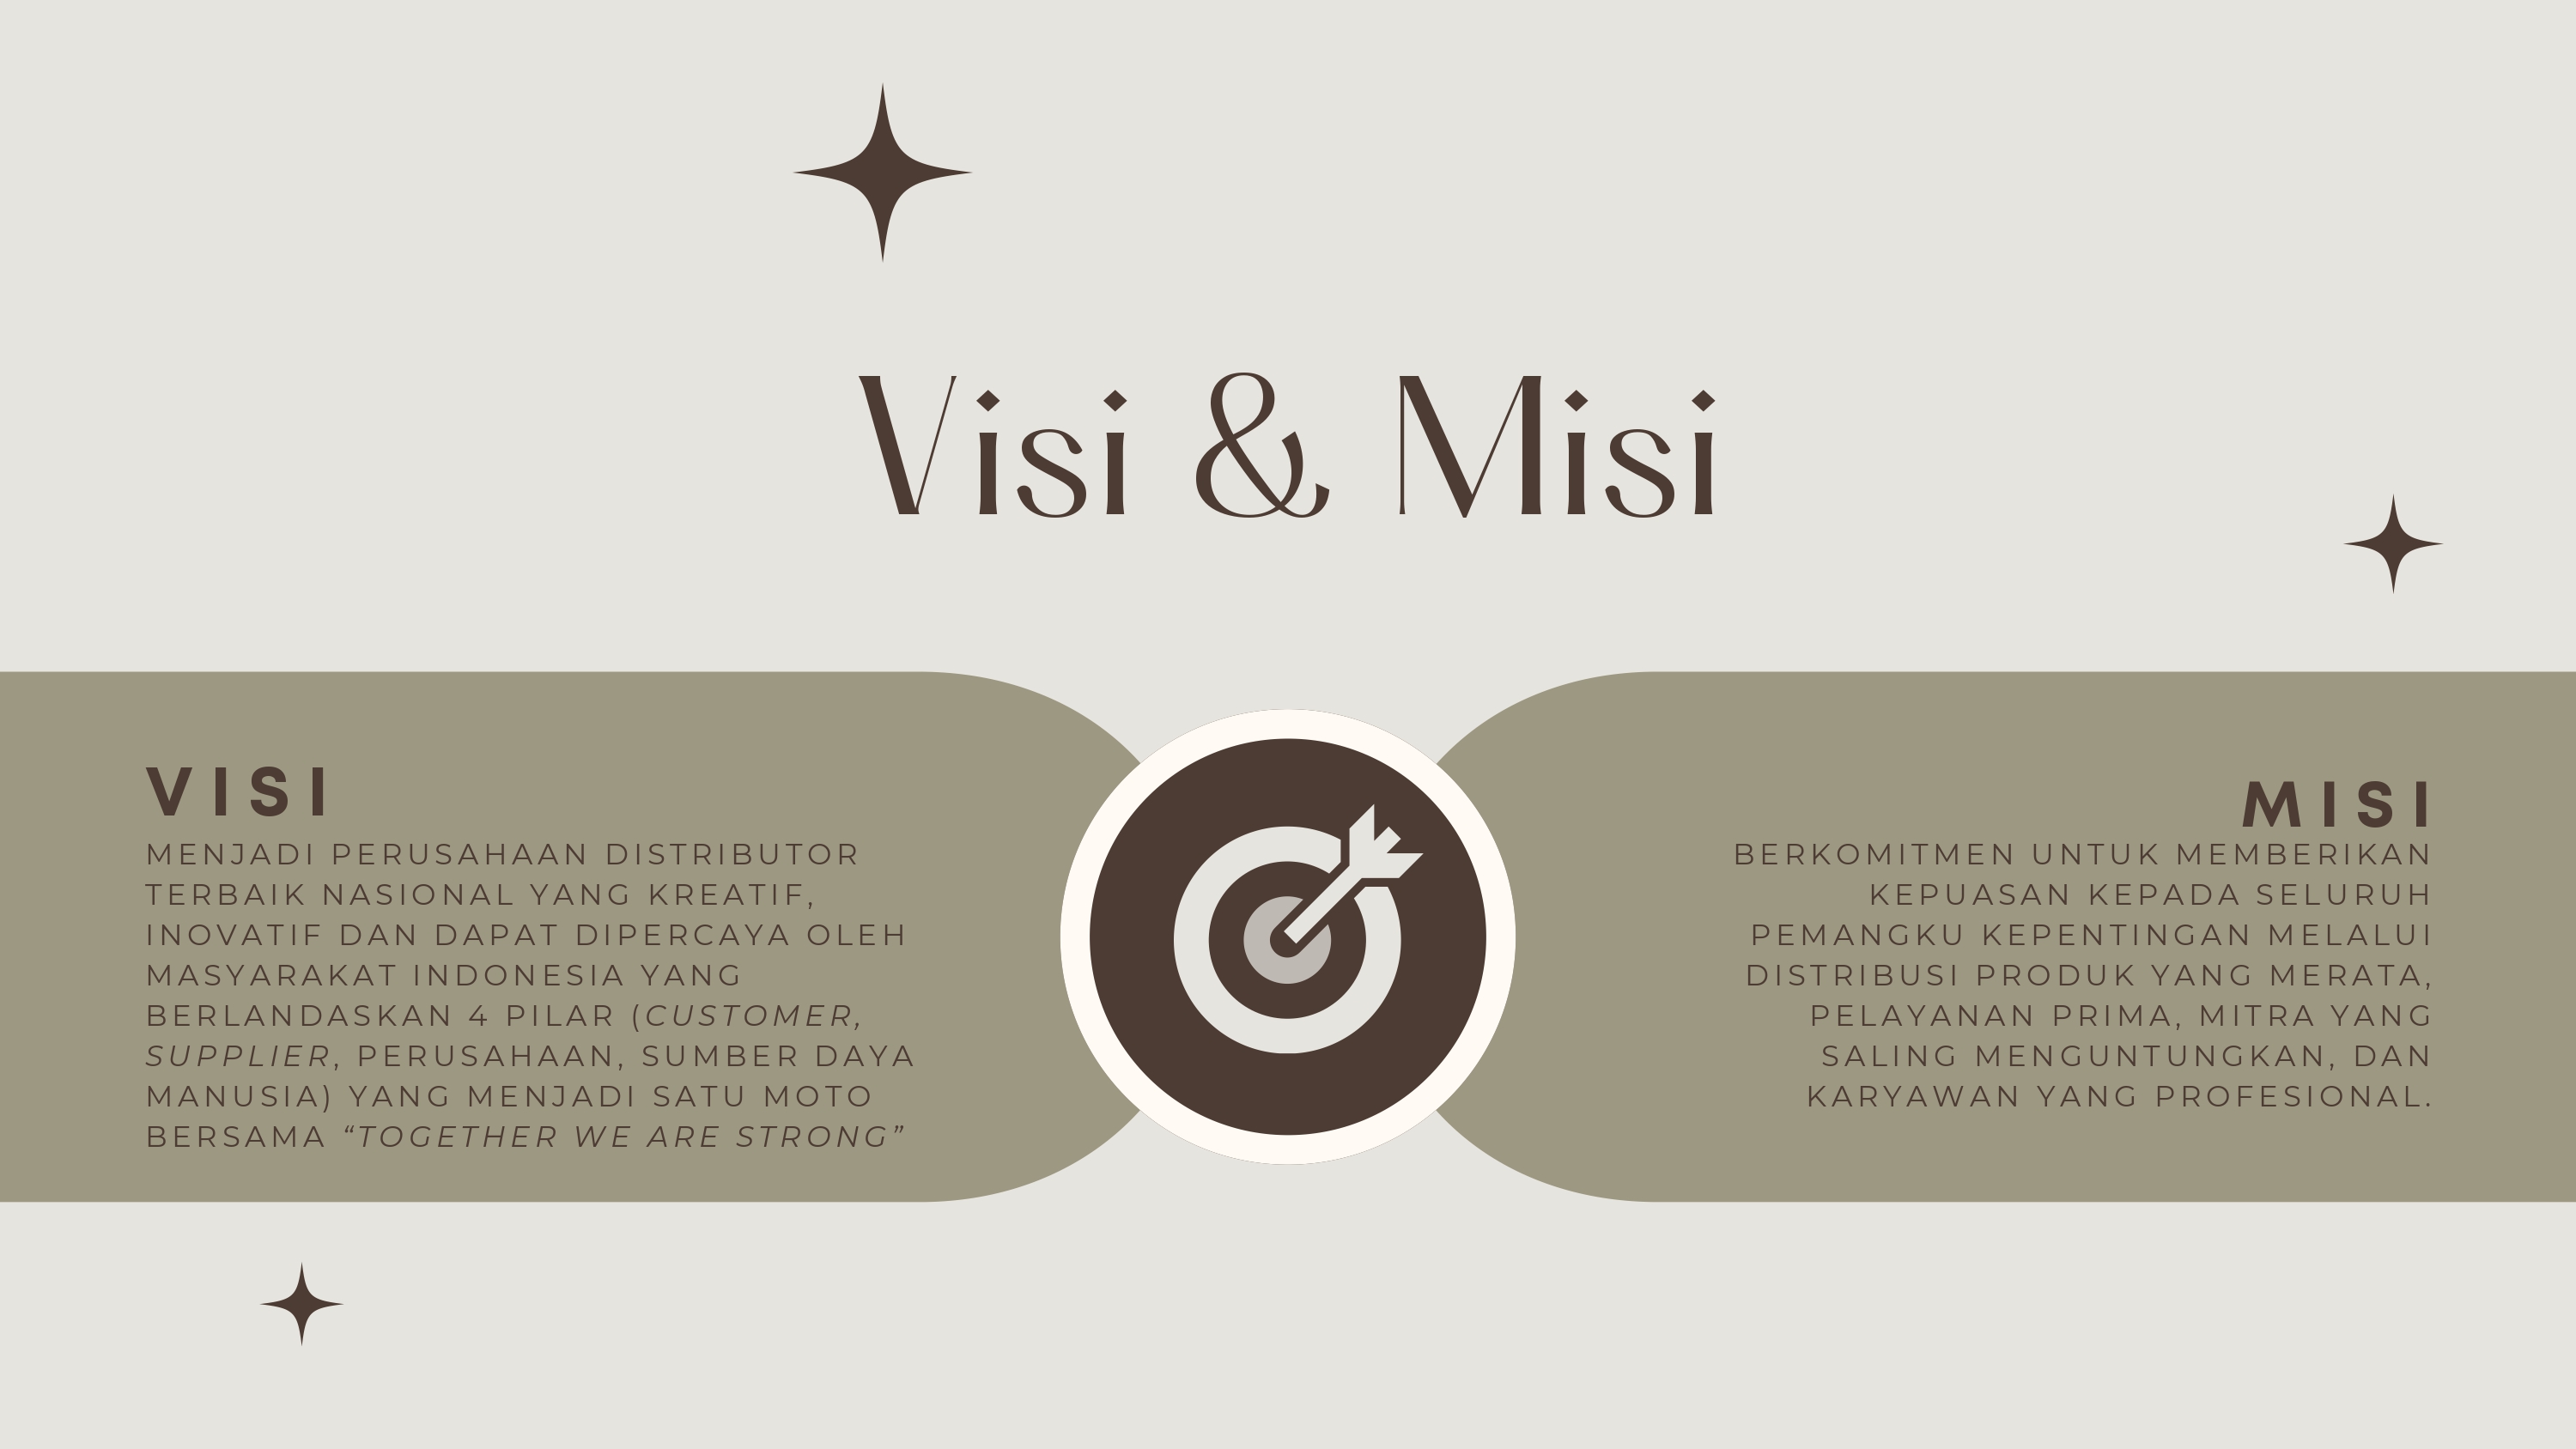 Visi & Misi
VISI
MENJADI PERUSAHAAN DISTRIBUTOR
TERBAIK NASIONAL YANG KREATIF,
INOVATIF DAN DAPAT DIPERCAYA OLEH
MASYARAKAT INDONESIA YANG
BERLANDASKAN 4 PILAR (CUSTOMER,
SUPPLIER, PERUSAHAAN, SUMBER DAYA
MANUSIA) YANG MENJADI SATU MOTO
BERSAMA “TOGETHER WE ARE STRONG”
MISI
BERKOMITMEN UNTUK MEMBERIKAN
KEPUASAN KEPADA SELURUH
PEMANGKU KEPENTINGAN MELALUI
DISTRIBUSI PRODUK YANG MERATA,
PELAYANAN PRIMA, MITRA YANG
SALING MENGUNTUNGKAN, DAN
KARYAWAN YANG PROFESIONAL.